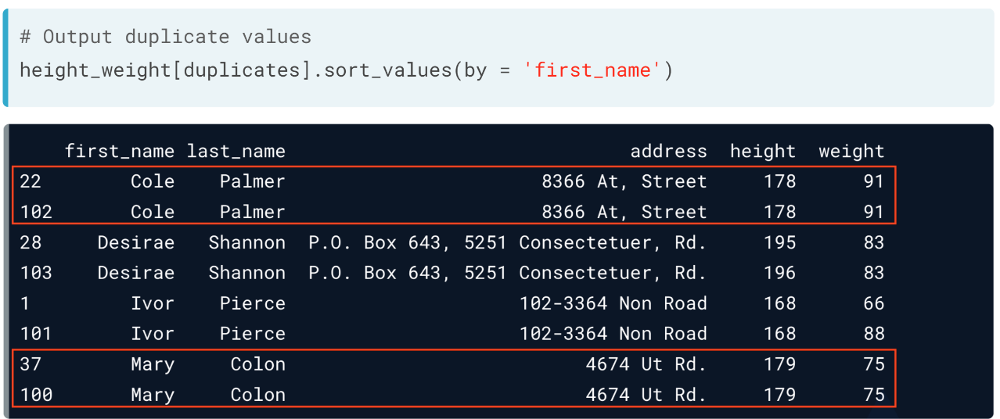 # Output duplicate values
height_weight[duplicates].sort_values(by = 'first_name')
first_name last_name address height weight
22 Cole Palmer 8366 At, Street 178 91
102 Cole Palmer 8366 At, Street 178 91
28 Desirae Shannon P.O. Box 643, 5251 Consectetuer, Rd. 195 83
103 Desirae Shannon P.O. Box 643, 5251 Consectetuer, Rd. 196 83
1 Ivor Pierce 102-3364 Non Road 168 66
101 Ivor Pierce 102-3364 Non Road 168 88
37 Mary Colon 4674 Ut Rd. 179 75
100 Mary Colon 4674 Ut Rd. 179 75